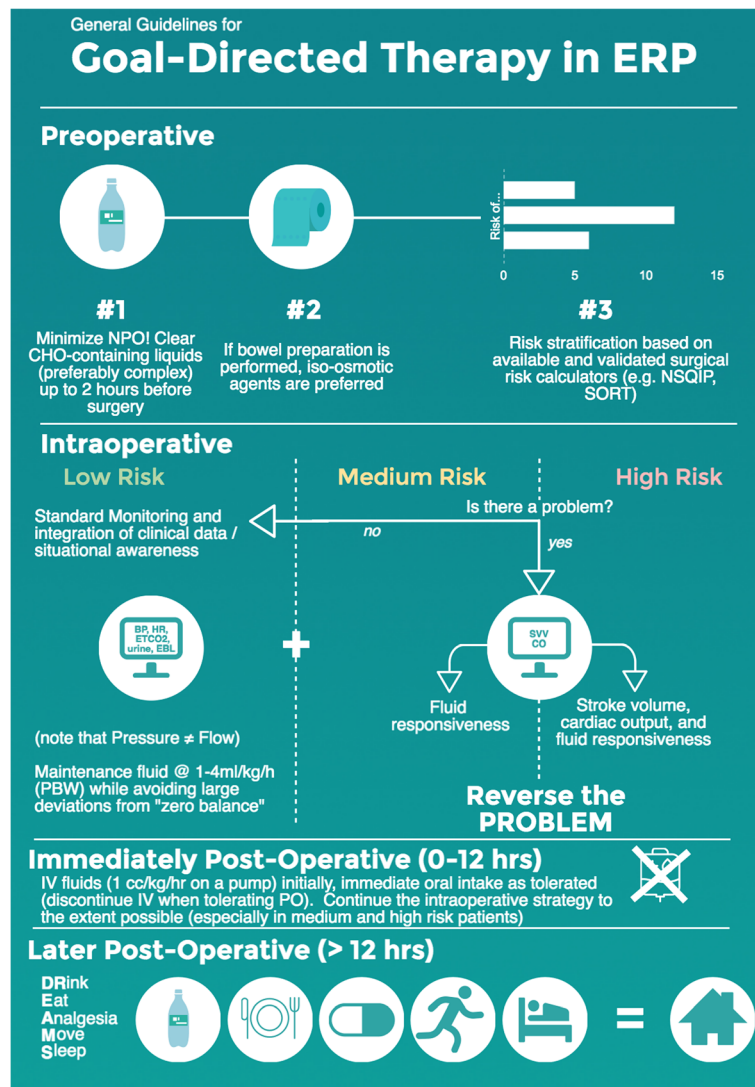 General Guidelines for
Goal-Directed Therapy in ERP
Preoperative
Risk of...
0 5 10 15
#1
Minimize NPO! Clear
CHO-containing liquids
(preferably complex)
up to 2 hours before
surgery
#2
If bowel preparation is
performed, iso-osmotic
agents are preferred
#3
Risk stratification based on
available and validated surgical
risk calculators (e.g. NSQIP,
SORT)
Intraoperative
Low Risk
Medium Risk
High Risk
Standard Monitoring and
integration of clinical data /
situational awareness
Is there a problem?
no
yes
BP, HR,
ETCO2,
urine, EBL
+
SVV
CO
Fluid
responsiveness
Stroke volume,
cardiac output, and
fluid responsiveness
(note that Pressure ≠ Flow)
Maintenance fluid @ 1-4ml/kg/h
(PBW) while avoiding large
deviations from "zero balance"
Reverse the
PROBLEM
Immediately Post-Operative (0-12 hrs)
IV fluids (1 cc/kg/hr on a pump) initially, immediate oral intake as tolerated
(discontinue IV when tolerating PO). Continue the intraoperative strategy to
the extent possible (especially in medium and high risk patients)
Later Post-Operative (> 12 hrs)
DRink
Eat
Analgesia
Move
Sleep
=